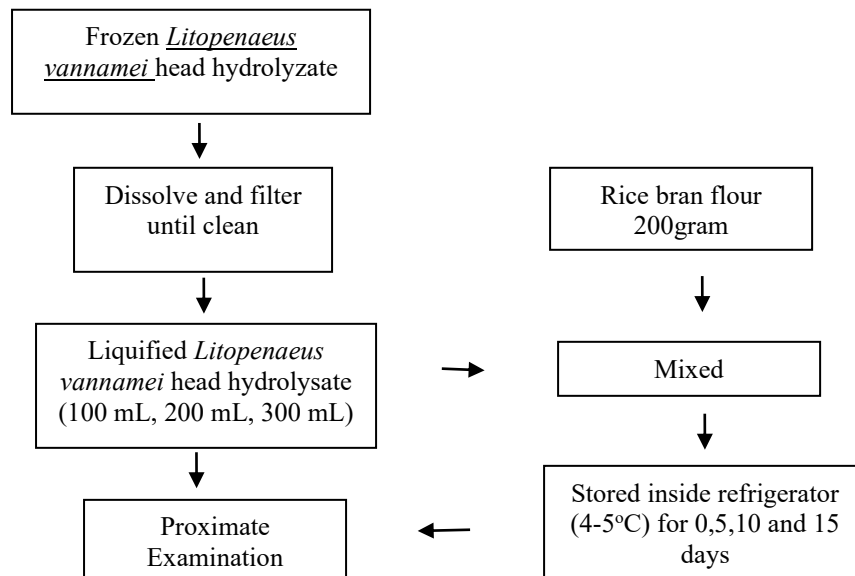 Frozen Litopenaeus
vannamei head hydrolyzate
Dissolve and filter
until clean
Rice bran flour
200gram
Liquified Litopenaeus
vannamei head hydrolysate
(100 mL, 200 mL, 300 mL)
Mixed
Stored inside refrigerator
(4-5°C) for 0,5,10 and 15
days
Proximate
Examination